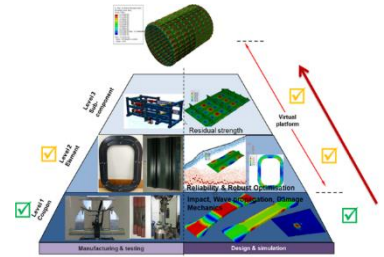 Level 3
Sub-
component
Residual strength
Virtual
platform
Level 2
Element
Reliability & Robust Optimisation
Level 1
Coupon
Impact, Wave propagation, Damage
Mechanics
Manufacturing & testing
Design & simulation